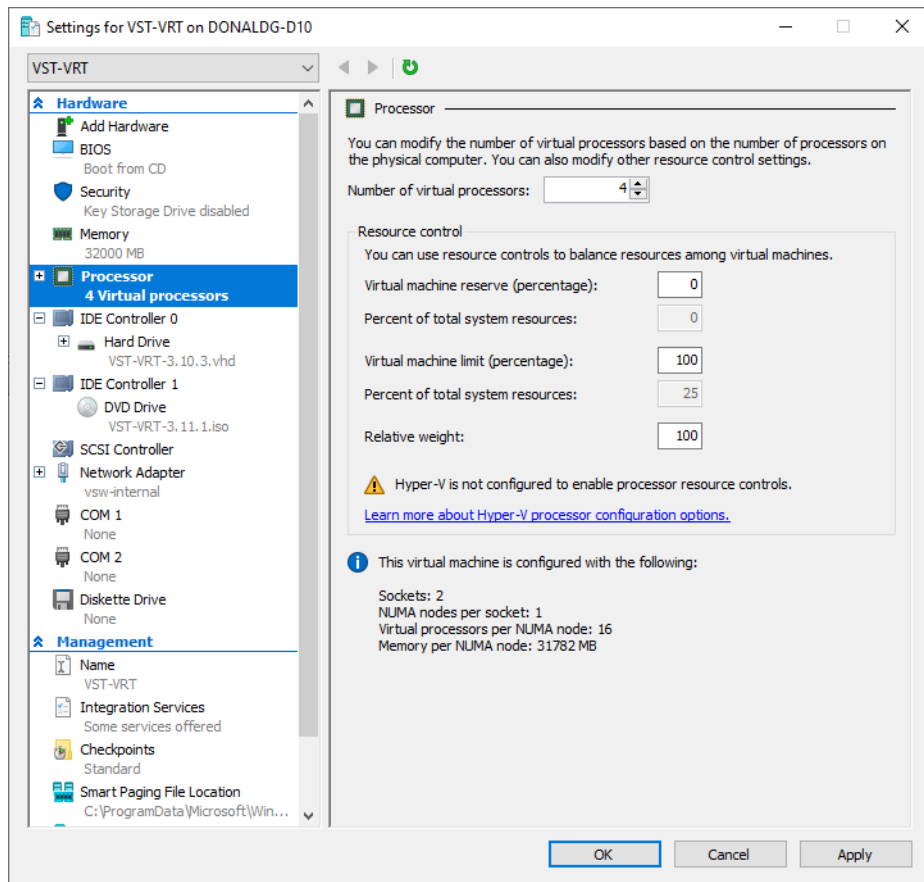 Settings for VST-VRT on DONALDG-D10
VST-VRT
Hardware
Add Hardware
BIOS
Boot from CD
Security
Key Storage Drive disabled
Memory
32000 MB
Processor
4 Virtual processors
IDE Controller 0
Hard Drive
VST-VRT-3.10.3.vhd
IDE Controller 1
DVD Drive
VST-VRT-3.11.1.iso
SCSI Controller
Network Adapter
vsw-internal
COM 1
None
COM 2
None
Diskette Drive
None
Management
Name
VST-VRT
Integration Services
Some services offered
Checkpoints
Standard
Smart Paging File Location
C:\ProgramData\Microsoft\Win...
Processor
You can modify the number of virtual processors based on the number of processors on
the physical computer. You can also modify other resource control settings.
Number of virtual processors: 4
Resource control
You can use resource controls to balance resources among virtual machines.
Virtual machine reserve (percentage): 0
Percent of total system resources: 0
Virtual machine limit (percentage): 100
Percent of total system resources: 25
Relative weight: 100
Hyper-V is not configured to enable processor resource controls.
Learn more about Hyper-V processor configuration options.
This virtual machine is configured with the following:
Sockets: 2
NUMA nodes per socket: 1
Virtual processors per NUMA node: 16
Memory per NUMA node: 31782 MB
OK Cancel Apply